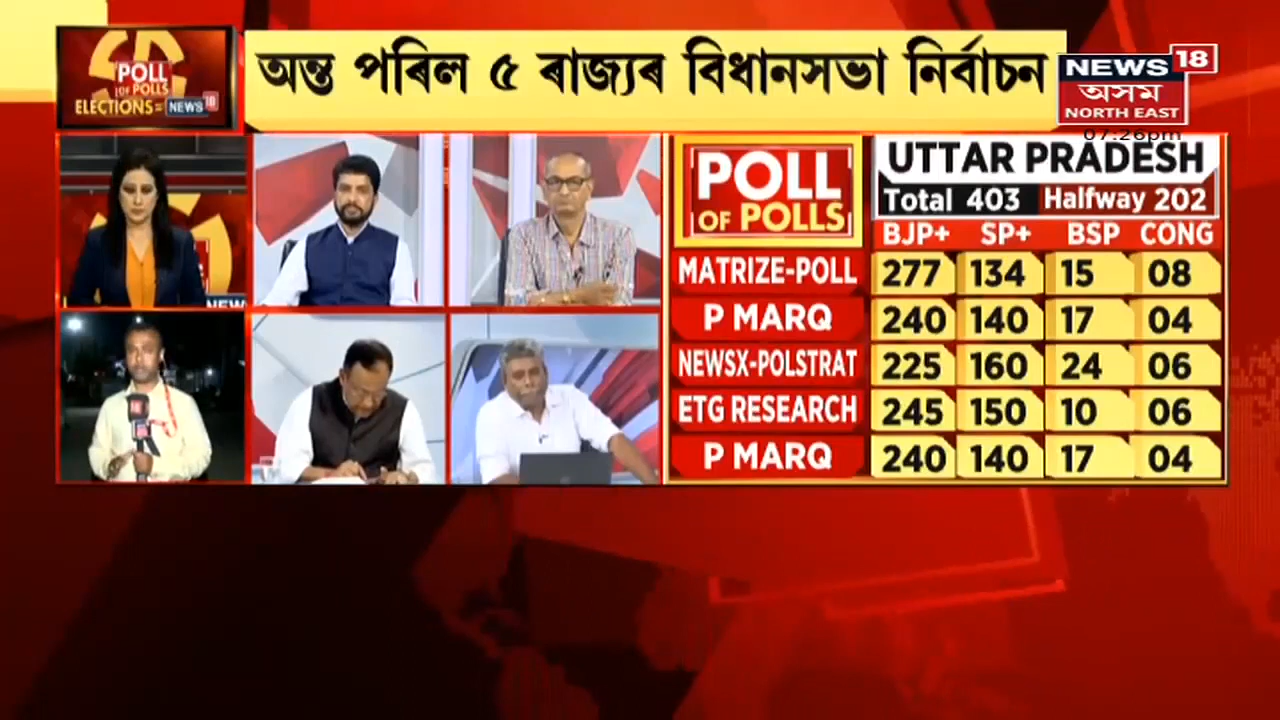 POLL
OF POLLS
ELECTIONS= NEWS18
অন্ত পৰিল ৫ ৰাজ্যৰ বিধানসভা নিৰ্বাচন
NEWS 18
অসম
NORTH EAST
07:26pm
POLL
OF POLLS
UTTAR PRADESH
Total 403 Halfway 202
BJP+ SP+ BSP CONG
MATRIZE-POLL 277 134 15 08
P MARQ 240 140 17 04
NEWSX-POLSTRAT 225 160 24 06
ETG RESEARCH 245 150 10 06
P MARQ 240 140 17 04
NEWS